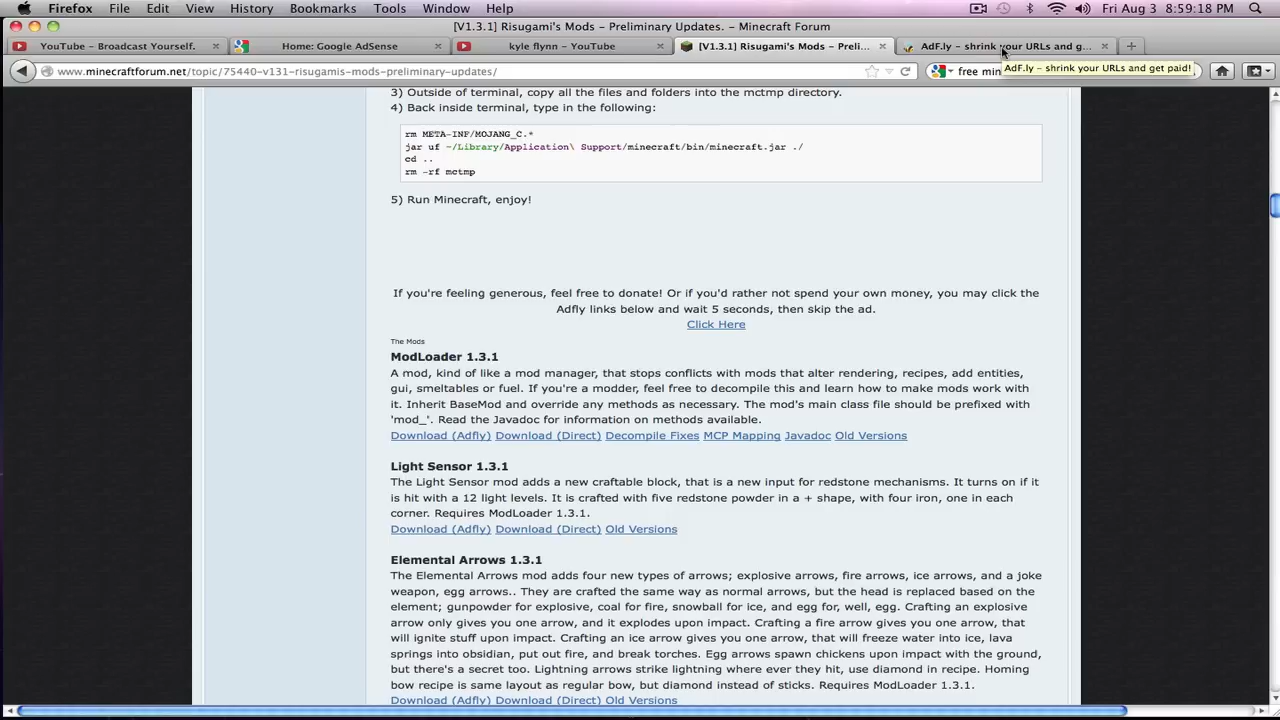 Firefox File Edit View History Bookmarks Tools Window Help Fri Aug 3 8:59:18 PM
[V1.3.1] Risugami's Mods – Preliminary Updates. – Minecraft Forum
YouTube – Broadcast Yourself. Home: Google AdSense kyle flynn – YouTube [V1.3.1] Risugami's Mods – Preli... AdF.ly – shrink your URLs and g...
www.minecraftforum.net/topic/75440-v131-risugamis-mods-preliminary-updates/ free min
AdF.ly – shrink your URLs and get paid!
3) Outside of terminal, copy all the files and folders into the mctmp directory.
4) Back inside terminal, type in the following:
rm META-INF/MOJANG_C.*
jar uf ~/Library/Application\ Support/minecraft/bin/minecraft.jar ./
cd ..
rm -rf mctmp
5) Run Minecraft, enjoy!
If you're feeling generous, feel free to donate! Or if you'd rather not spend your own money, you may click the
Adfly links below and wait 5 seconds, then skip the ad.
Click Here
The Mods
ModLoader 1.3.1
A mod, kind of like a mod manager, that stops conflicts with mods that alter rendering, recipes, add entities,
gui, smeltables or fuel. If you're a modder, feel free to decompile this and learn how to make mods work with
it. Inherit BaseMod and override any methods as necessary. The mod's main class file should be prefixed with
'mod_'. Read the Javadoc for information on methods available.
Download (Adfly) Download (Direct) Decompile Fixes MCP Mapping Javadoc Old Versions
Light Sensor 1.3.1
The Light Sensor mod adds a new craftable block, that is a new input for redstone mechanisms. It turns on if it
is hit with a 12 light levels. It is crafted with five redstone powder in a + shape, with four iron, one in each
corner. Requires ModLoader 1.3.1.
Download (Adfly) Download (Direct) Old Versions
Elemental Arrows 1.3.1
The Elemental Arrows mod adds four new types of arrows; explosive arrows, fire arrows, ice arrows, and a joke
weapon, egg arrows.. They are crafted the same way as normal arrows, but the head is replaced based on the
element; gunpowder for explosive, coal for fire, snowball for ice, and egg for, well, egg. Crafting an explosive
arrow only gives you one arrow, and it explodes upon impact. Crafting a fire arrow gives you one arrow, that
will ignite stuff upon impact. Crafting an ice arrow gives you one arrow, that will freeze water into ice, lava
springs into obsidian, put out fire, and break torches. Egg arrows spawn chickens upon impact with the ground,
but there's a secret too. Lightning arrows strike lightning where ever they hit, use diamond in recipe. Homing
bow recipe is same layout as regular bow, but diamond instead of sticks. Requires ModLoader 1.3.1.
Download (Adfly) Download (Direct) Old Versions